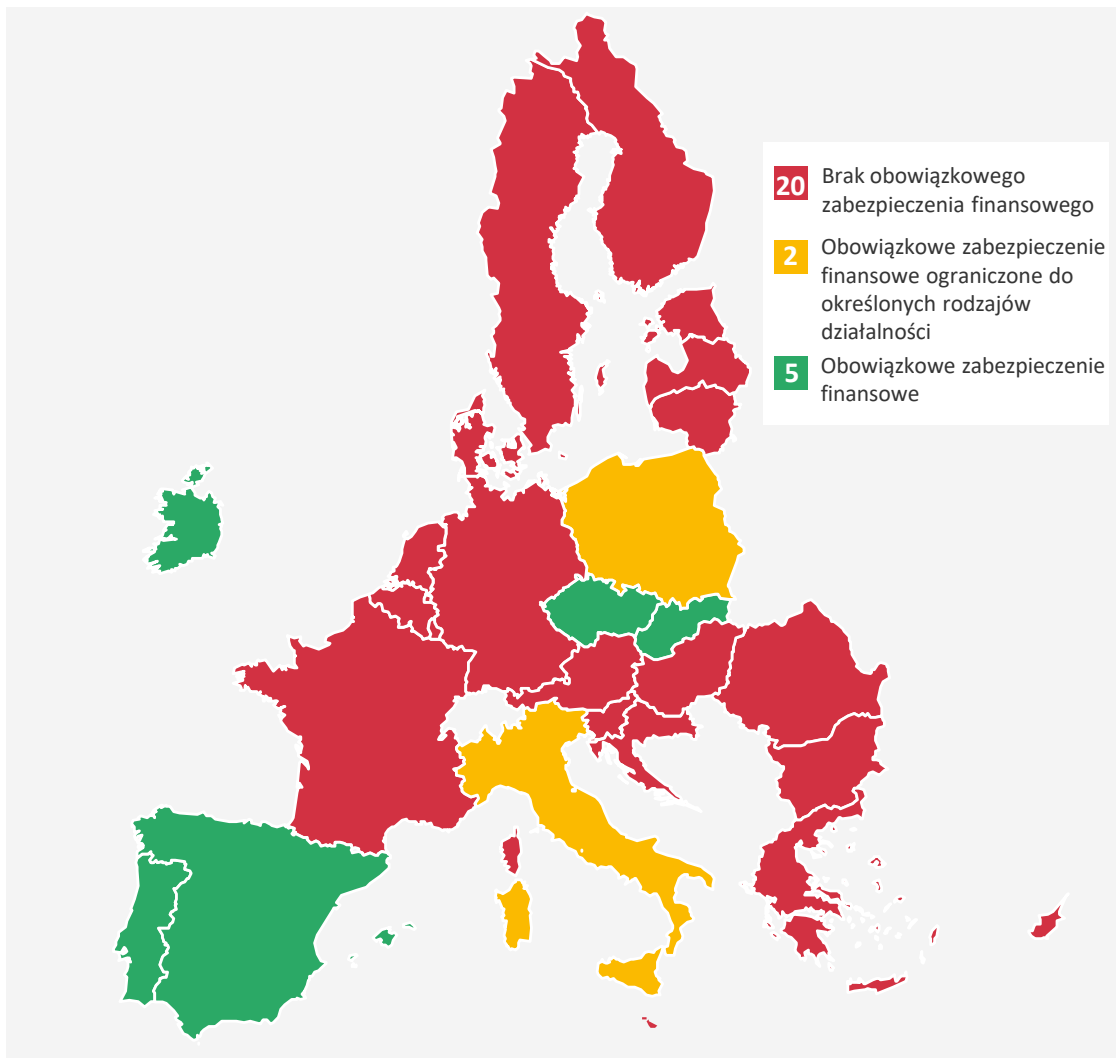 20 Brak obowiązkowego
zabezpieczenia finansowego
2 Obowiązkowe zabezpieczenie
finansowe ograniczone do
określonych rodzajów
działalności
5 Obowiązkowe zabezpieczenie
finansowe